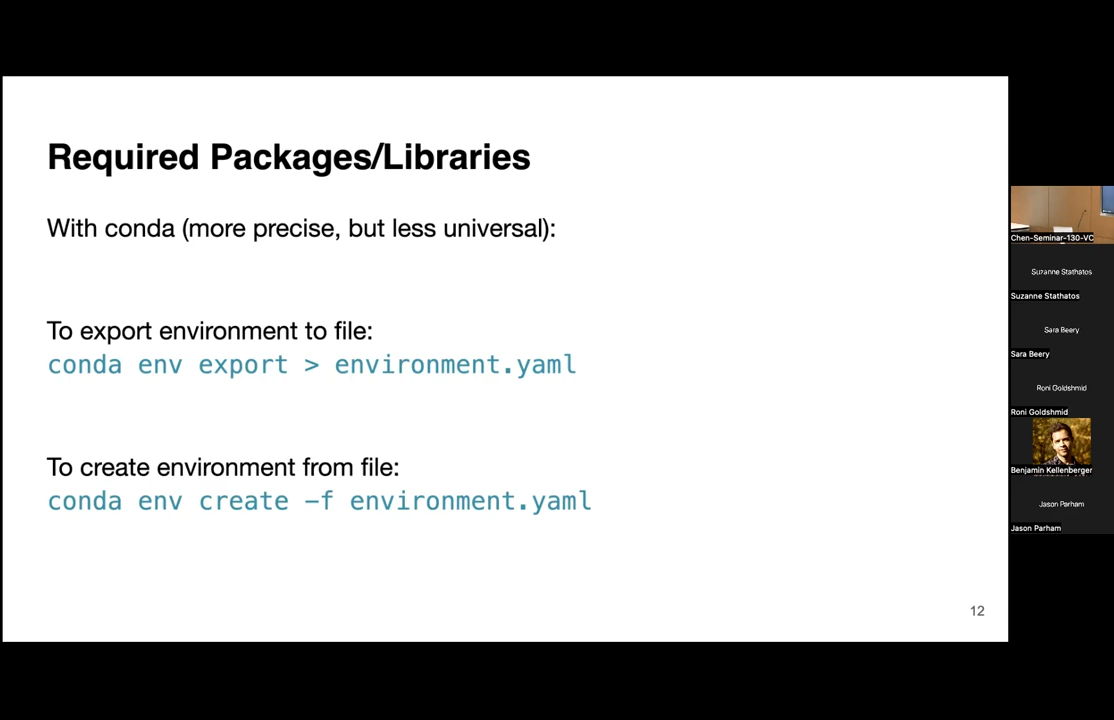 Required Packages/Libraries
With conda (more precise, but less universal):
To export environment to file:
conda env export > environment.yaml
To create environment from file:
conda env create -f environment.yaml
12
Chen-Seminar-130-VC
Suzanne Stathatos
Suzanne Stathatos
Sara Beery
Sara Beery
Roni Goldshmid
Roni Goldshmid
Benjamin Kellenberger
Jason Parham
Jason Parham